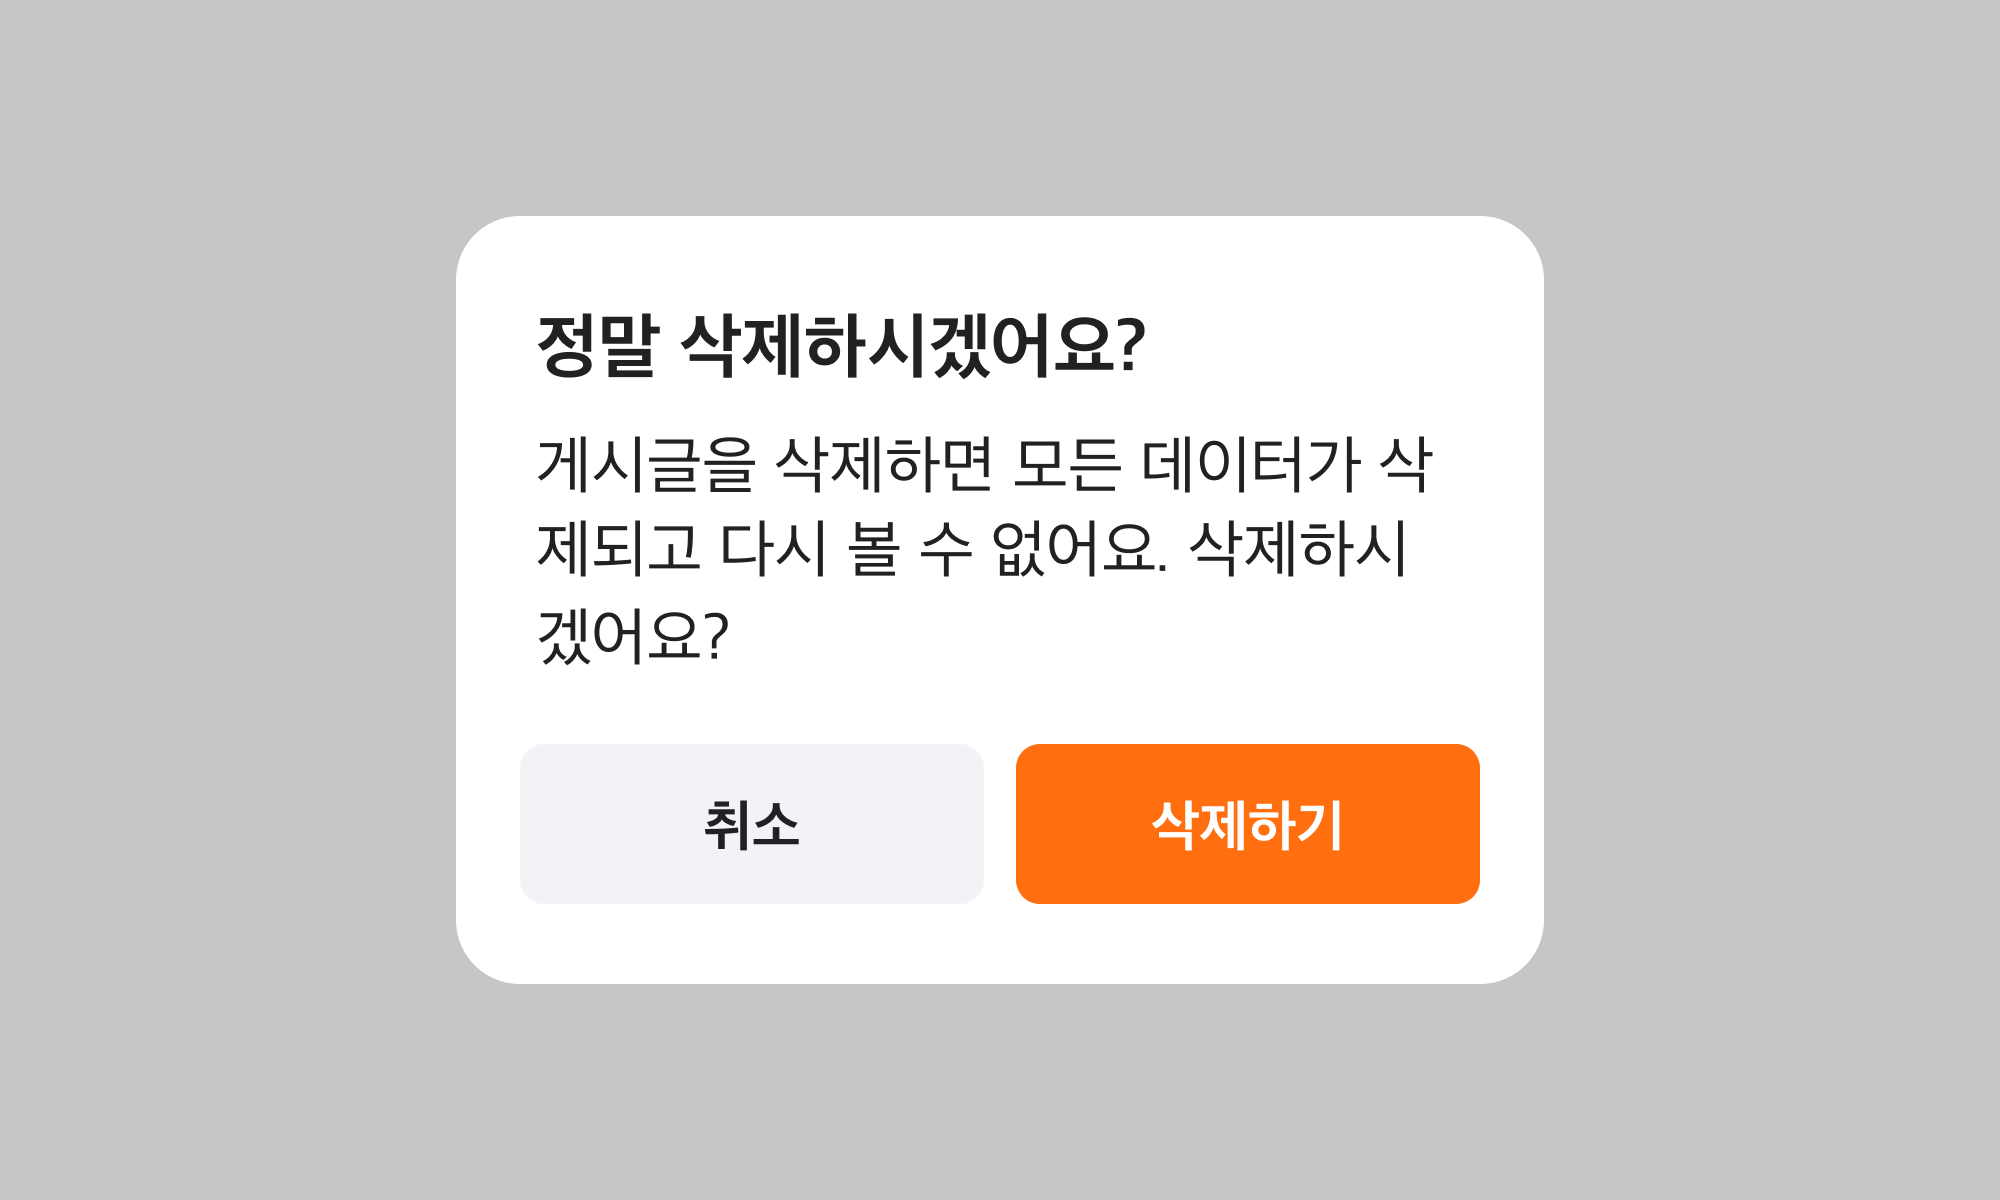 정말 삭제하시겠어요?
게시글을 삭제하면 모든 데이터가 삭
제되고 다시 볼 수 없어요. 삭제하시
겠어요?
취소
삭제하기